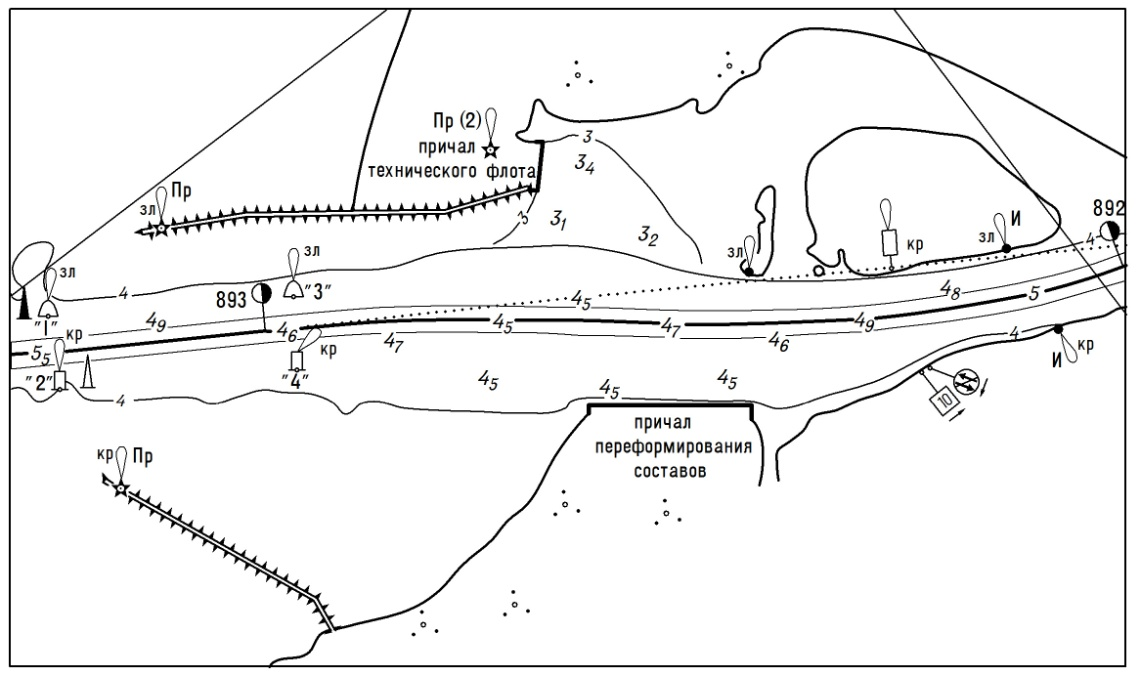 3
Пр (2)
причал
технического флота
3₄
Пр
зл
3
3₁
3₂
892
И
зл
кр
зл
4
зл
зл
4
893
"3"
4₅
4₈
5
"1"
4₉
4₆
4₅
4₇
4₉
кр
5₅
кр
4₇
4₆
4
И
кр
"2"
"4"
4₅
4₅
4₅
10
4
причал
переформирования
составов
кр
Пр